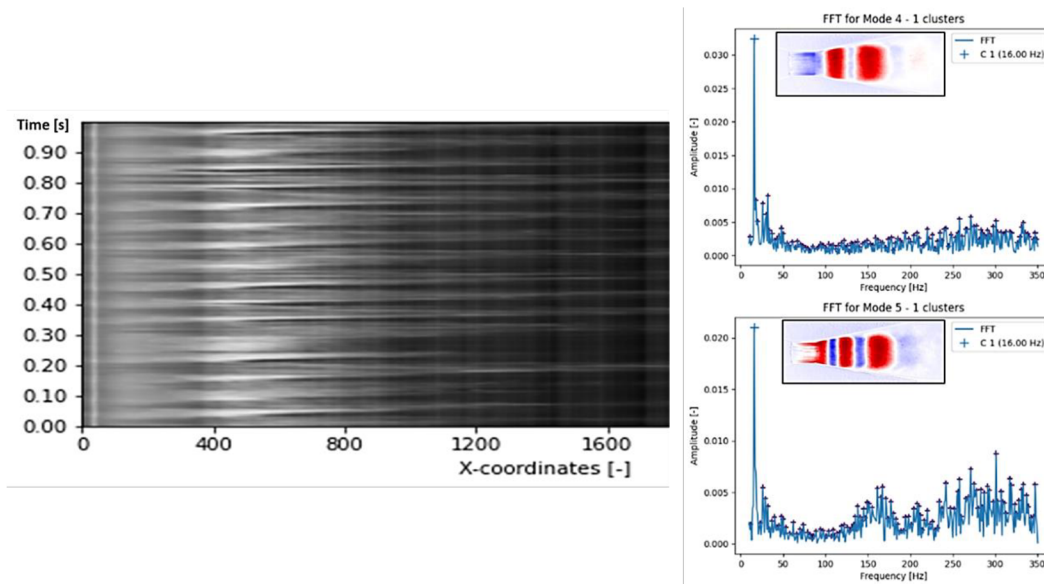 Time [s]
0.90
0.80
0.70
0.60
0.50
0.40
0.30
0.20
0.10
0.00
0 400 800 1200 1600
X-coordinates [-]
FFT for Mode 4 - 1 clusters
FFT
C 1 (16.00 Hz)
Amplitude [-]
0.030
0.025
0.020
0.015
0.010
0.005
0.000
0 50 100 150 200 250 300 350
Frequency [Hz]
FFT for Mode 5 - 1 clusters
FFT
C 1 (16.00 Hz)
Amplitude [-]
0.020
0.015
0.010
0.005
0.000
0 50 100 150 200 250 300 350
Frequency [Hz]